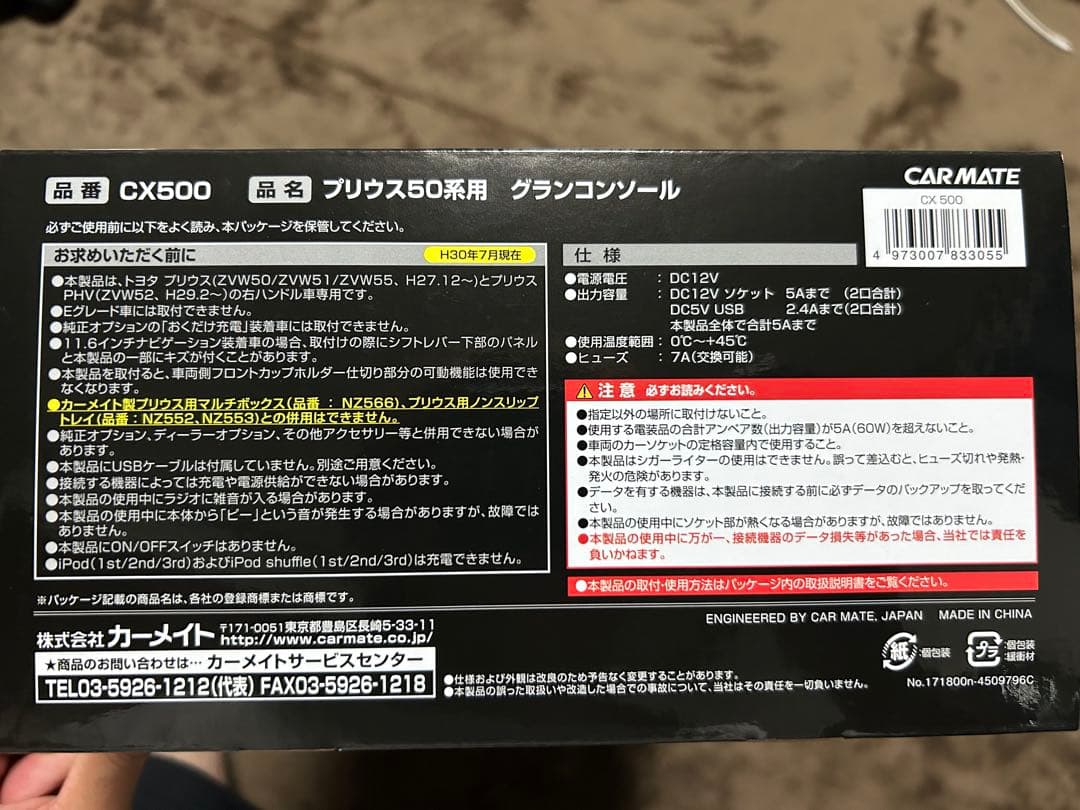 品番 CX500 品名 プリウス50系用 グランコンソール
CAR MATE
CX 500
4 973007 833055
必ずご使用前に以下をよく読み、本パッケージを保管してください。
お求めいただく前に H30年7月現在
●本製品は、トヨタ プリウス(ZVW50/ZVW51/ZVW55、H27.12〜)とプリウス
PHV(ZVW52、H29.2〜)の右ハンドル車専用です。
●Eグレード車には取付できません。
●純正オプションの「おくだけ充電」装着車には取付できません。
●11.6インチナビゲーション装着車の場合、取付けの際にシフトレバー下部のパネル
と本製品の一部にキズが付くことがあります。
●本製品を取付ると、車両側フロントカップホルダー仕切り部分の可動機能は使用でき
なくなります。
●カーメイト製プリウス用マルチボックス(品番 : NZ566)、プリウス用ノンスリップ
トレイ(品番:NZ552、NZ553)との併用はできません。
●純正オプション、ディーラーオプション、その他アクセサリー等と併用できない場合が
あります。
●本製品にUSBケーブルは付属していません。別途ご用意ください。
●接続する機器によっては充電や電源供給ができない場合があります。
●本製品の使用中にラジオに雑音が入る場合があります。
●本製品の使用中に本体から「ピー」という音が発生する場合がありますが、故障では
ありません。
●本製品にON/OFFスイッチはありません。
●iPod(1st/2nd/3rd)およびiPod shuffle(1st/2nd/3rd)は充電できません。
仕様
●電源電圧 : DC12V
●出力容量 : DC12V ソケット 5Aまで (2口合計)
DC5V USB 2.4Aまで(2口合計)
本製品全体で合計5Aまで
●使用温度範囲 : 0℃〜+45℃
●ヒューズ : 7A(交換可能)
注意 必ずお読みください。
●指定以外の場所に取付けないこと。
●使用する電装品の合計アンペア数(出力容量)が5A(60W)を超えないこと。
●車両のカーソケットの定格容量内で使用すること。
●本製品はシガーライターの使用はできません。誤って差込むと、ヒューズ切れや発熱・
発火の危険があります。
●データを有する機器は、本製品に接続する前に必ずデータのバックアップを取ってくだ
さい。
●本製品の使用中にソケット部が熱くなる場合がありますが、故障ではありません。
●本製品の使用中に万が一、接続機器のデータ損失等があった場合、当社では責任を
負いかねます。
●本製品の取付・使用方法はパッケージ内の取扱説明書をご覧ください。
※パッケージ記載の商品名は、各社の登録商標または商標です。
ENGINEERED BY CAR MATE, JAPAN MADE IN CHINA
株式会社 カーメイト 〒171-0051東京都豊島区長崎5-33-11
http://www.carmate.co.jp/
★商品のお問い合わせは… カーメイトサービスセンター
TEL03-5926-1212(代表) FAX03-5926-1218
●仕様および外観は改良のため予告なく変更することがあります。
●本製品の誤った取扱いや改造した場合での事故について、当社はその責任を一切負いません。
紙 :個包装
プラ :個包装
:緩衝材
No.171800n-4509796C